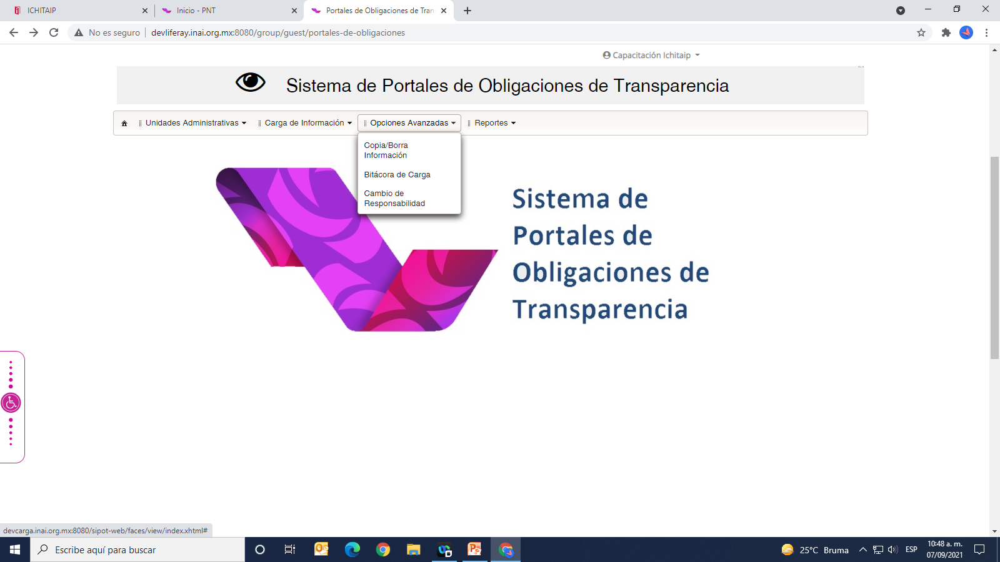 ICHITAIP
Inicio - PNT
Portales de Obligaciones de Tran
No es seguro
devliferay.inai.org.mx:8080/group/guest/portales-de-obligaciones
Capacitación Ichitaip
Sistema de Portales de Obligaciones de Transparencia
Unidades Administrativas
Carga de Información
Opciones Avanzadas
Reportes
Copia/Borra
Información
Bitácora de Carga
Cambio de
Responsabilidad
Sistema de
Portales de
Obligaciones de
Transparencia
devcarga.inai.org.mx:8080/sipot-web/faces/view/index.xhtml#
Escribe aquí para buscar
25°C Bruma
ESP
10:48 a. m.
07/09/2021